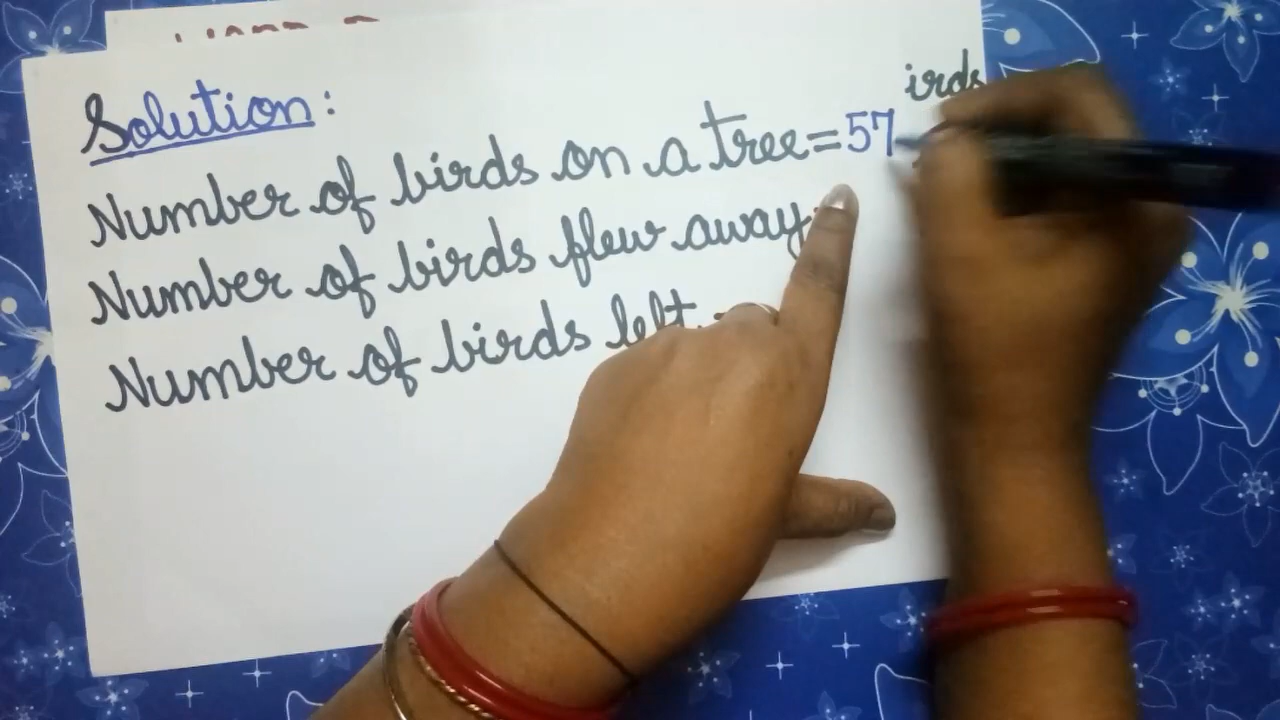 Solution:
Number of birds on a tree=57
Number of birds flew away
Number of birds left